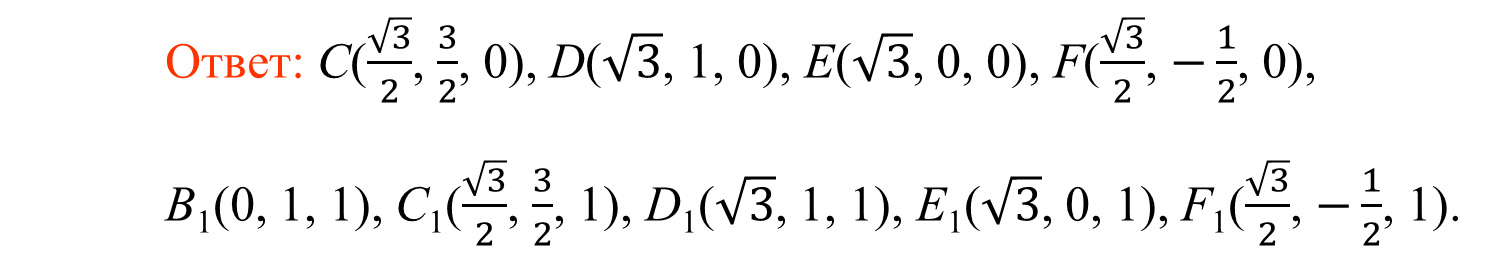 Ответ: C(√3/2, 3/2, 0), D(√3, 1, 0), E(√3, 0, 0), F(√3/2, − 1/2, 0),
B₁(0, 1, 1), C₁(√3/2, 3/2, 1), D₁(√3, 1, 1), E₁(√3, 0, 1), F₁(√3/2, − 1/2, 1).